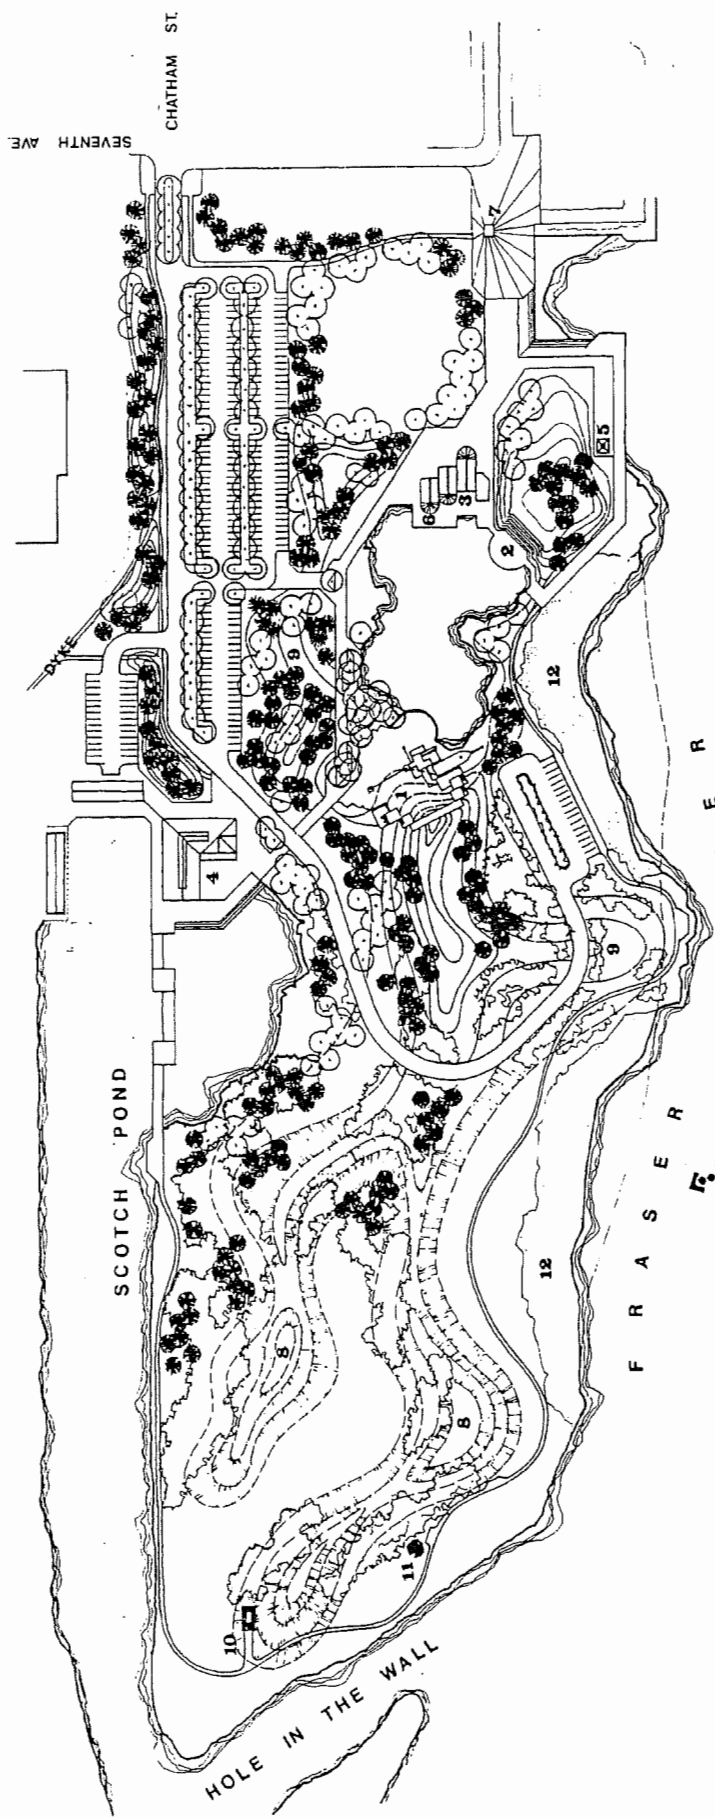 SEVENTH AVE.
CHATHAM ST.
DYKE
SCOTCH POND
HOLE IN THE WALL
FRASER
E R
4
9
6
3
7
2
5
1
12
9
8
8
12
10
11